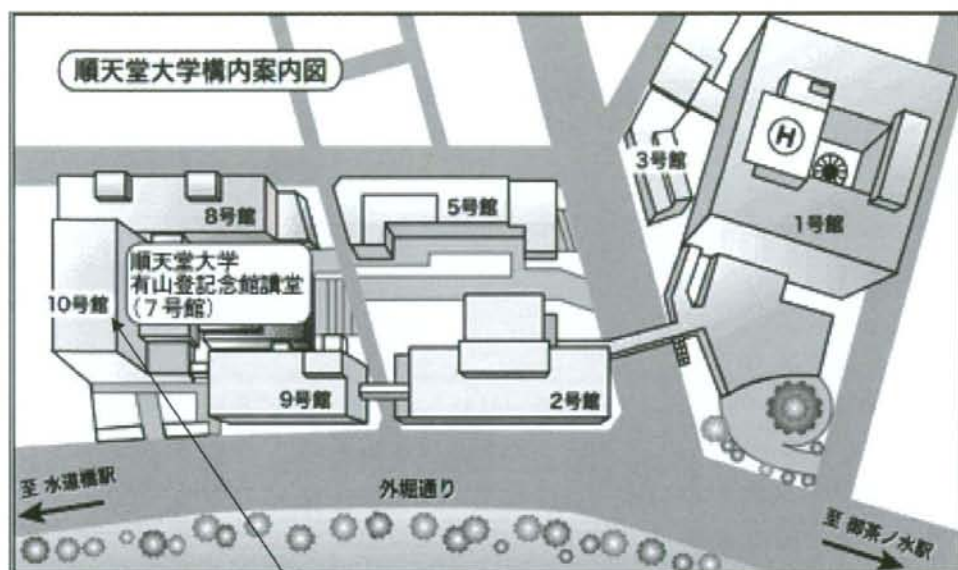 順天堂大学構内案内図
3号館
H
1号館
8号館
5号館
順天堂大学
有山登記念館講堂
(7号館)
10号館
9号館
2号館
至 水道橋駅
外堀通り
至 御茶ノ水駅